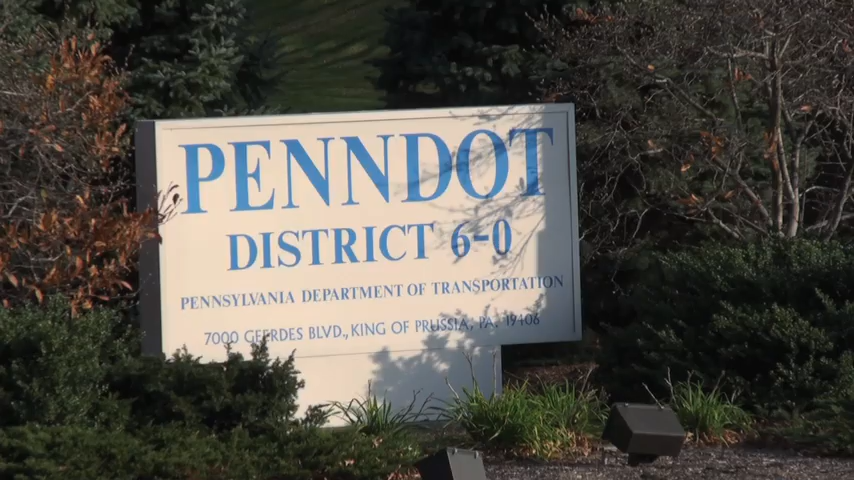 PENNDOT
DISTRICT 6-0
PENNSYLVANIA DEPARTMENT OF TRANSPORTATION
7000 GEERDES BLVD., KING OF PRUSSIA, PA. 19406